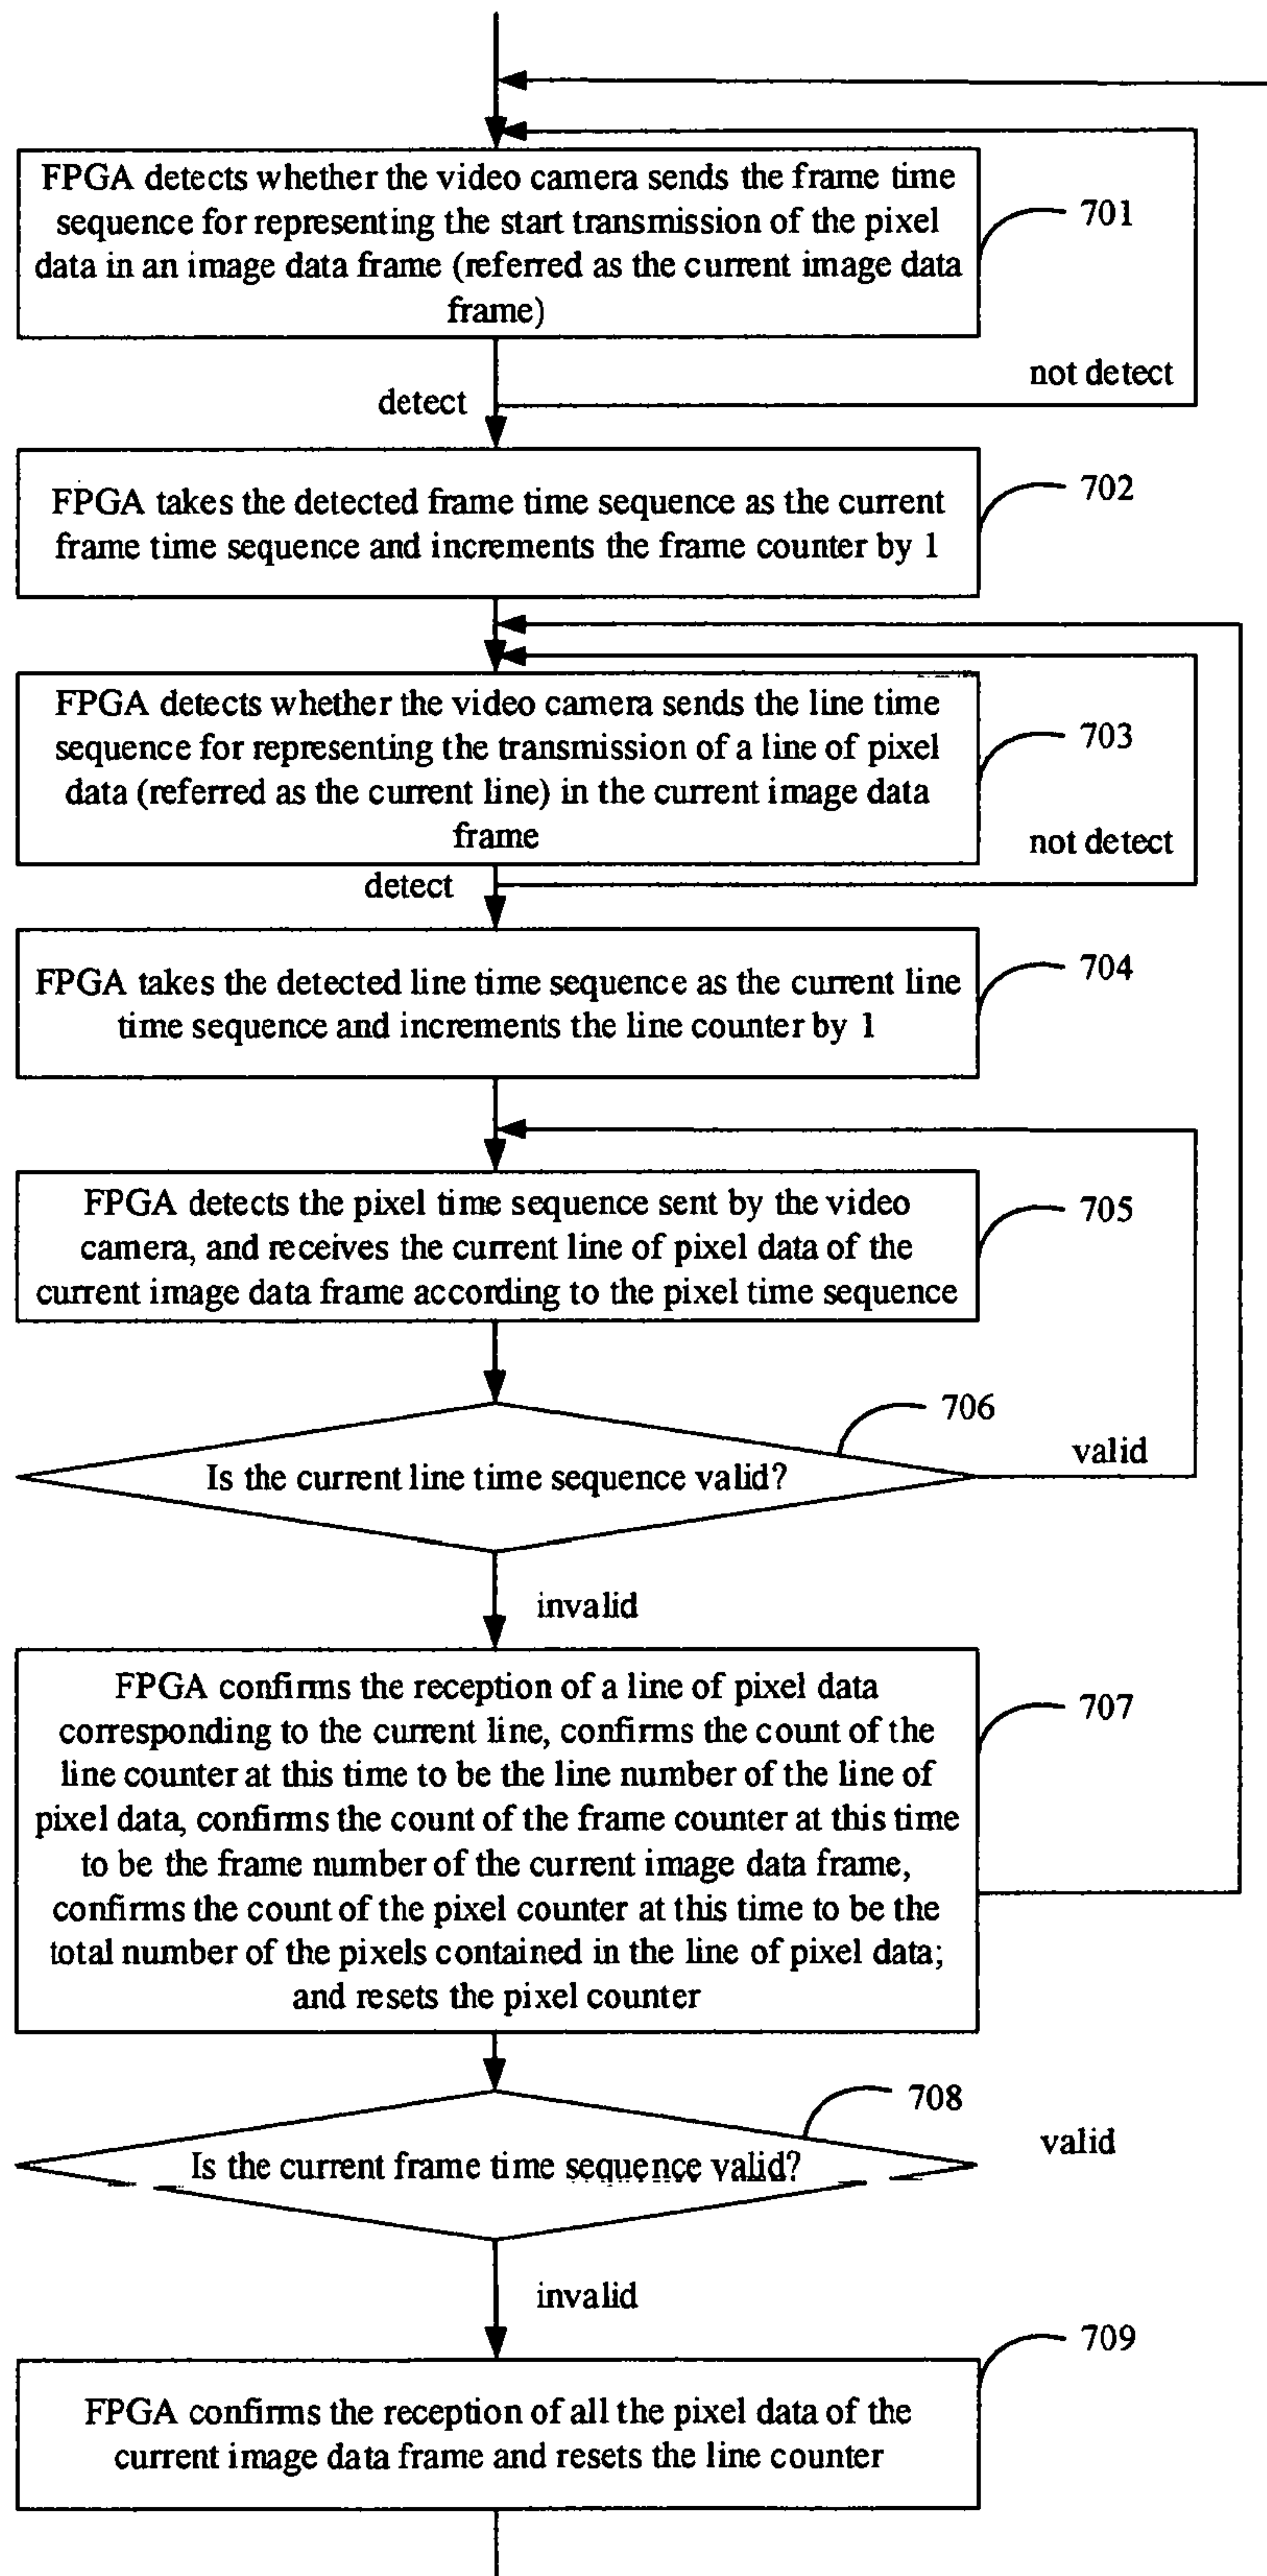 FPGA detects whether the video camera sends the frame time
sequence for representing the start transmission of the pixel
data in an image data frame (referred as the current image data
frame)
701
not detect
detect
FPGA takes the detected frame time sequence as the current
frame time sequence and increments the frame counter by 1
702
FPGA detects whether the video camera sends the line time
sequence for representing the transmission of a line of pixel
data (referred as the current line) in the current image data
frame
703
not detect
detect
FPGA takes the detected line time sequence as the current line
time sequence and increments the line counter by 1
704
FPGA detects the pixel time sequence sent by the video
camera, and receives the current line of pixel data of the
current image data frame according to the pixel time sequence
705
706
Is the current line time sequence valid?
valid
invalid
FPGA confirms the reception of a line of pixel data
corresponding to the current line, confirms the count of the
line counter at this time to be the line number of the line of
pixel data, confirms the count of the frame counter at this time
to be the frame number of the current image data frame,
confirms the count of the pixel counter at this time to be the
total number of the pixels contained in the line of pixel data;
and resets the pixel counter
707
708
Is the current frame time sequence valid?
valid
invalid
709
FPGA confirms the reception of all the pixel data of the
current image data frame and resets the line counter